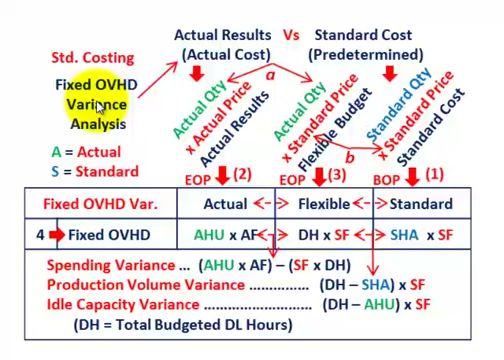 Actual Results Vs Standard Cost
(Actual Cost) (Predetermined)
Std. Costing
Fixed OVHD
Variance
Analysis
A = Actual
S = Standard
a
Actual Qty
x Actual Price
Actual Results
Actual Qty
x Standard Price
Flexible Budget
b
Standard Qty
x Standard Price
Standard Cost
EOP (2) EOP (3) BOP (1)
Fixed OVHD Var. Actual Flexible Standard
4 Fixed OVHD AHU x AF DH x SF SHA x SF
Spending Variance ... (AHU x AF) – (SF x DH)
Production Volume Variance ............... (DH – SHA) x SF
Idle Capacity Variance ........................... (DH – AHU) x SF
(DH = Total Budgeted DL Hours)